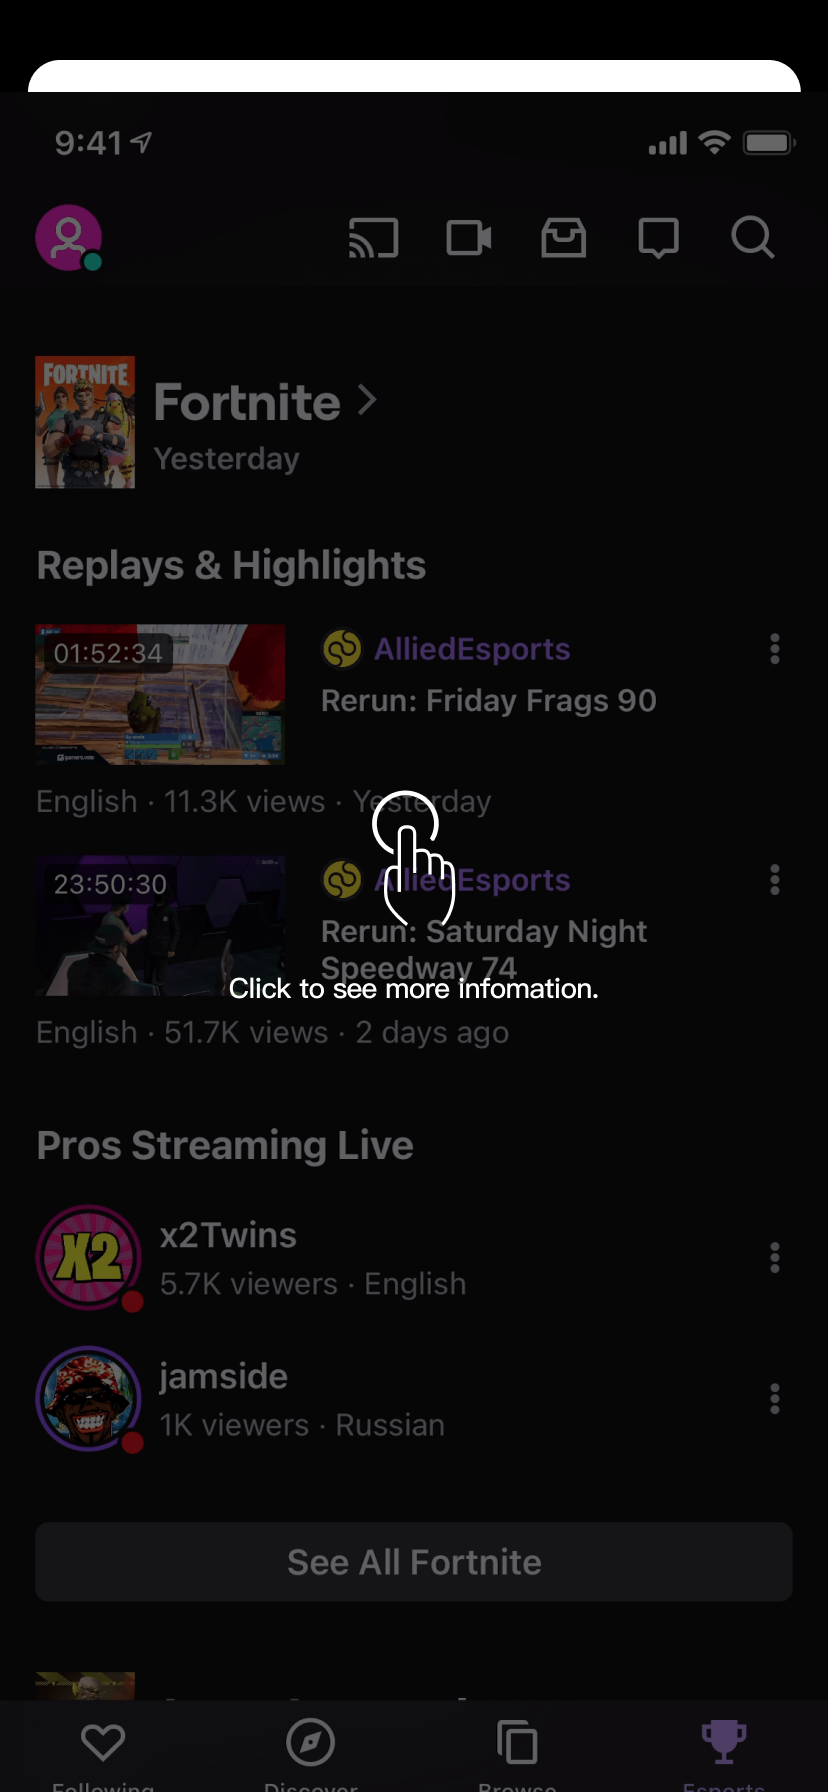 9:41
FORTNITE
Fortnite
Yesterday
Replays & Highlights
01:52:34
AlliedEsports
Rerun: Friday Frags 90
English · 11.3K views · Yesterday
23:50:30
AlliedEsports
Rerun: Saturday Night
Speedway 74
Click to see more infomation.
English · 51.7K views · 2 days ago
Pros Streaming Live
X2
x2Twins
5.7K viewers · English
jamside
1K viewers · Russian
See All Fortnite
Following
Discover
Browse
Esports